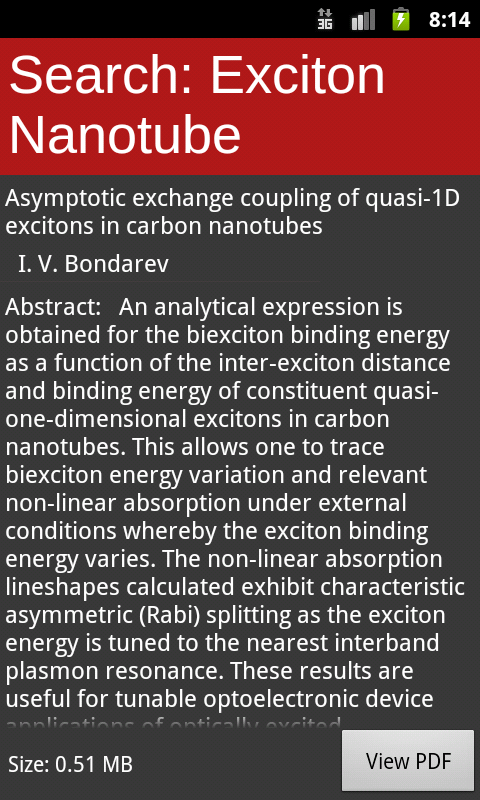 3G 8:14
Search: Exciton
Nanotube
Asymptotic exchange coupling of quasi-1D
excitons in carbon nanotubes
I. V. Bondarev
Abstract:   An analytical expression is
obtained for the biexciton binding energy
as a function of the inter-exciton distance
and binding energy of constituent quasi-
one-dimensional excitons in carbon
nanotubes. This allows one to trace
biexciton energy variation and relevant
non-linear absorption under external
conditions whereby the exciton binding
energy varies. The non-linear absorption
lineshapes calculated exhibit characteristic
asymmetric (Rabi) splitting as the exciton
energy is tuned to the nearest interband
plasmon resonance. These results are
useful for tunable optoelectronic device
applications of optically excited
Size: 0.51 MB
View PDF